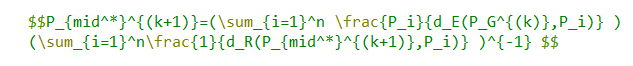 $$P_{mid^*}^{(k+1)}=(\sum_{i=1}^n \frac{P_i}{d_E(P_G^{(k)},P_i)} )
(\sum_{i=1}^n\frac{1}{d_R(P_{mid^*}^{(k+1)},P_i)} )^{-1} $$